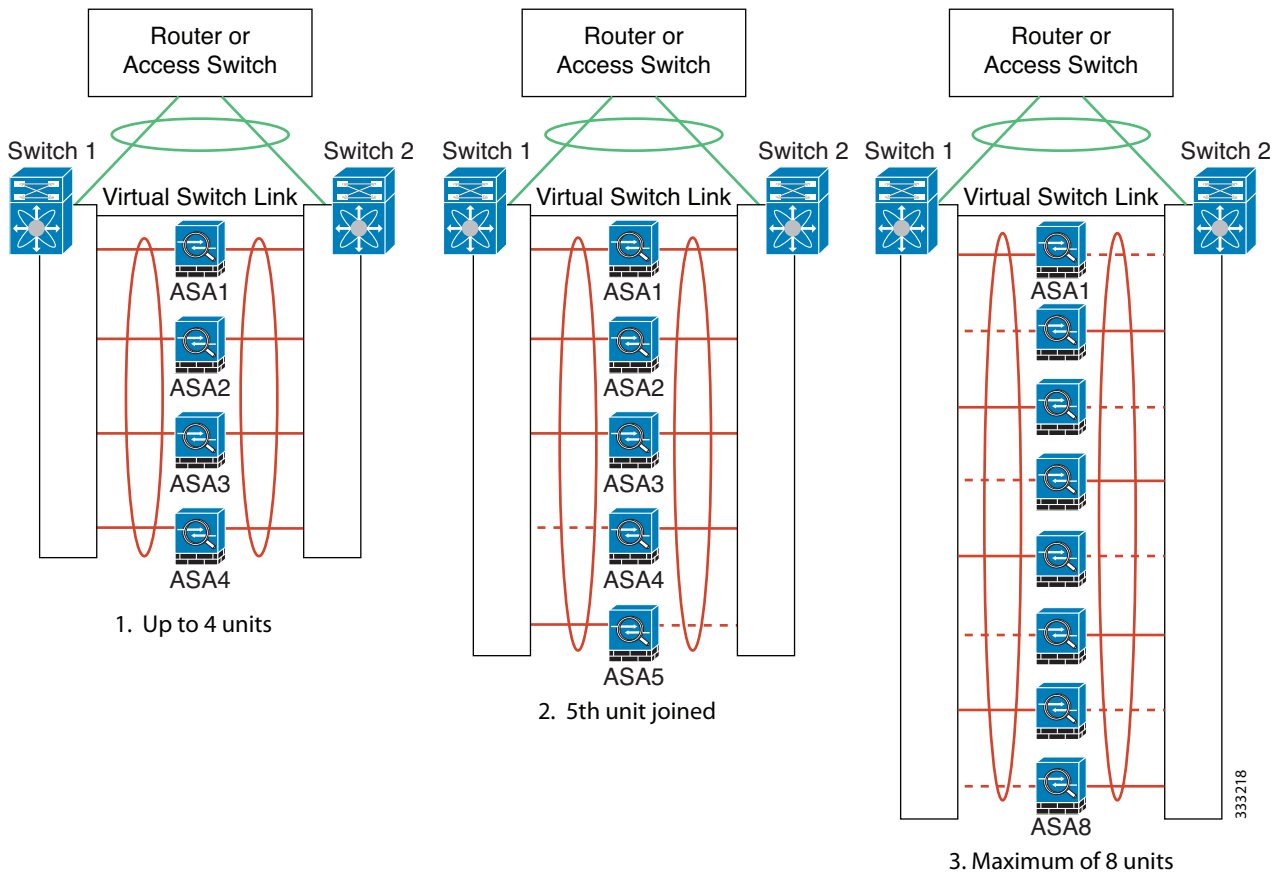 Router or
Access Switch
Switch 1
Switch 2
Virtual Switch Link
ASA1
ASA2
ASA3
ASA4
1. Up to 4 units
Router or
Access Switch
Switch 1
Switch 2
Virtual Switch Link
ASA1
ASA2
ASA3
ASA4
ASA5
2. 5th unit joined
Router or
Access Switch
Switch 1
Switch 2
Virtual Switch Link
ASA1
ASA8
3. Maximum of 8 units
333218